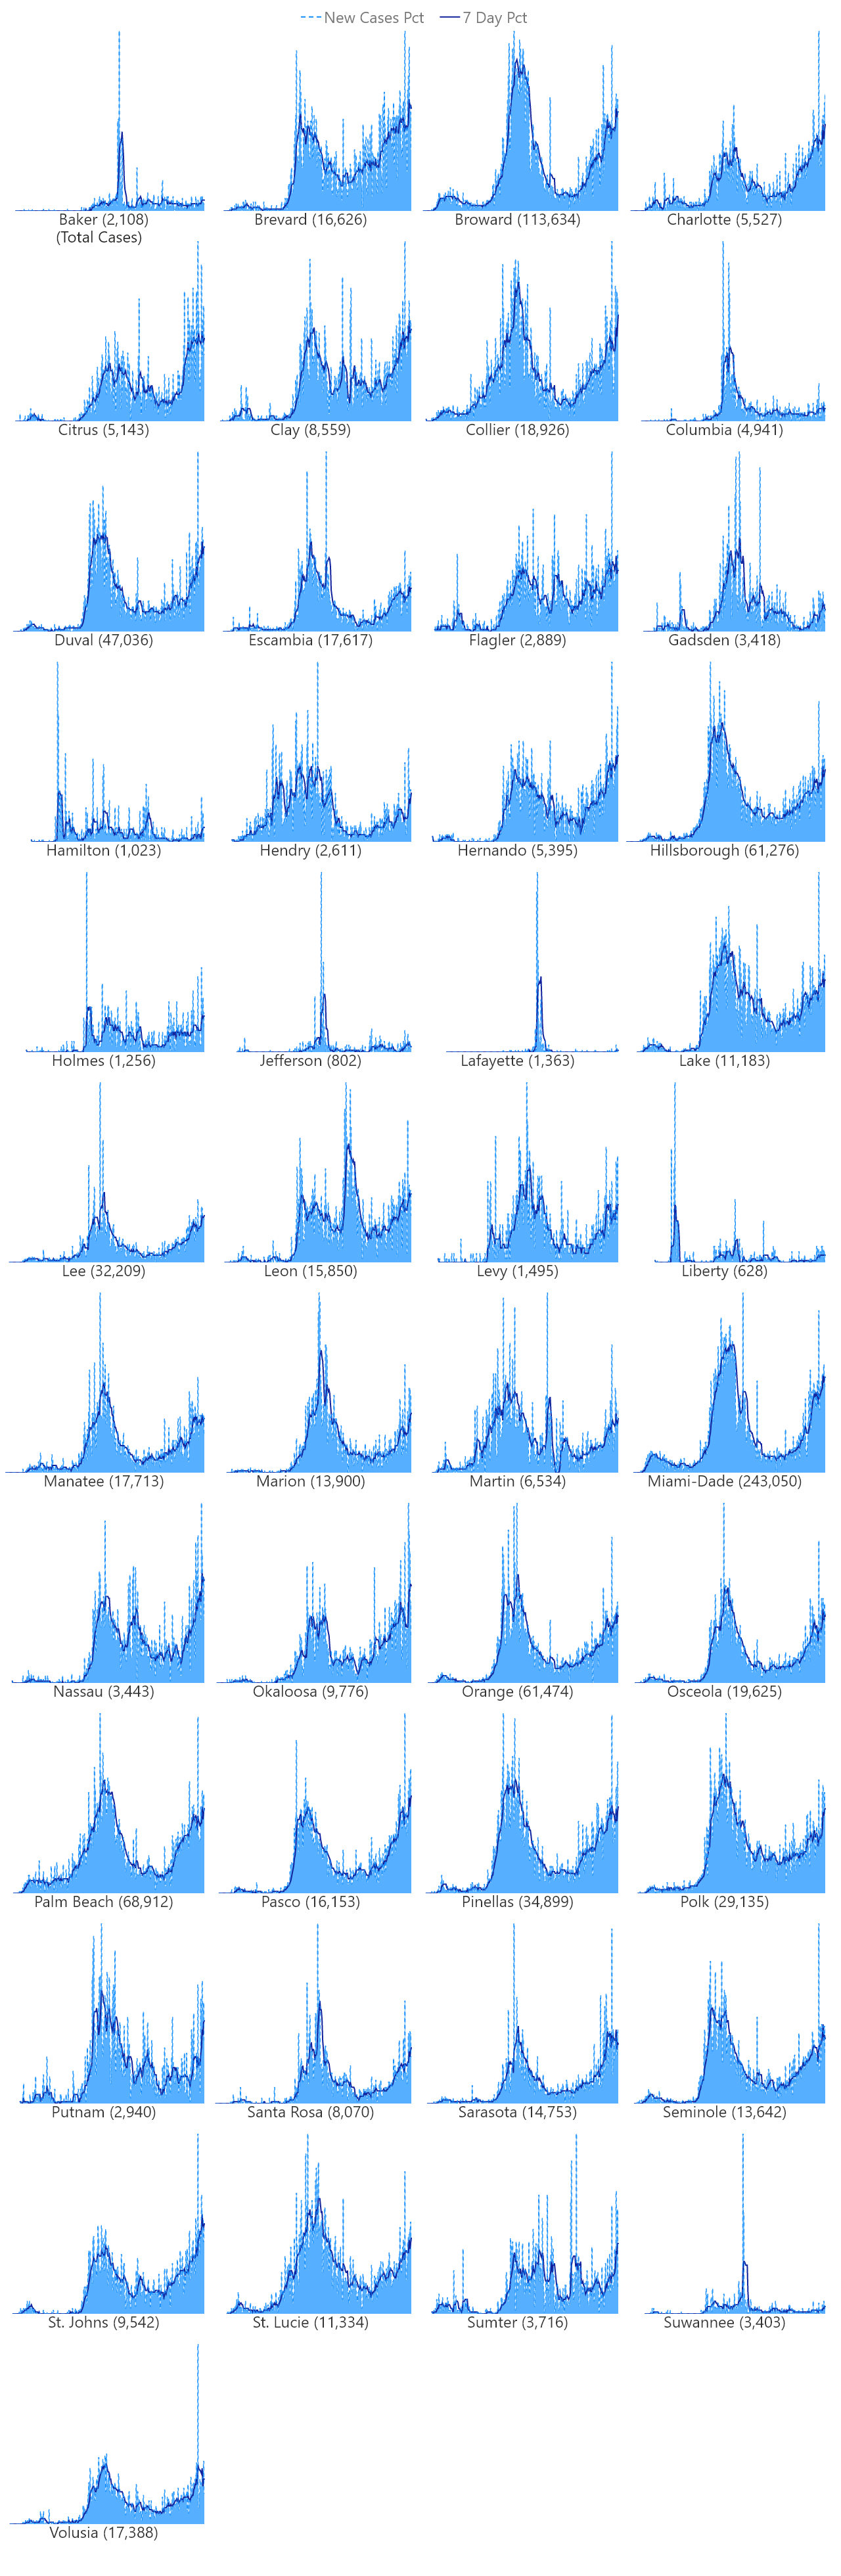 New Cases Pct 7 Day Pct
Baker (2,108) Brevard (16,626) Broward (113,634) Charlotte (5,527)
(Total Cases)
Citrus (5,143) Clay (8,559) Collier (18,926) Columbia (4,941)
Duval (47,036) Escambia (17,617) Flagler (2,889) Gadsden (3,418)
Hamilton (1,023) Hendry (2,611) Hernando (5,395) Hillsborough (61,276)
Holmes (1,256) Jefferson (802) Lafayette (1,363) Lake (11,183)
Lee (32,209) Leon (15,850) Levy (1,495) Liberty (628)
Manatee (17,713) Marion (13,900) Martin (6,534) Miami-Dade (243,050)
Nassau (3,443) Okaloosa (9,776) Orange (61,474) Osceola (19,625)
Palm Beach (68,912) Pasco (16,153) Pinellas (34,899) Polk (29,135)
Putnam (2,940) Santa Rosa (8,070) Sarasota (14,753) Seminole (13,642)
St. Johns (9,542) St. Lucie (11,334) Sumter (3,716) Suwannee (3,403)
Volusia (17,388)